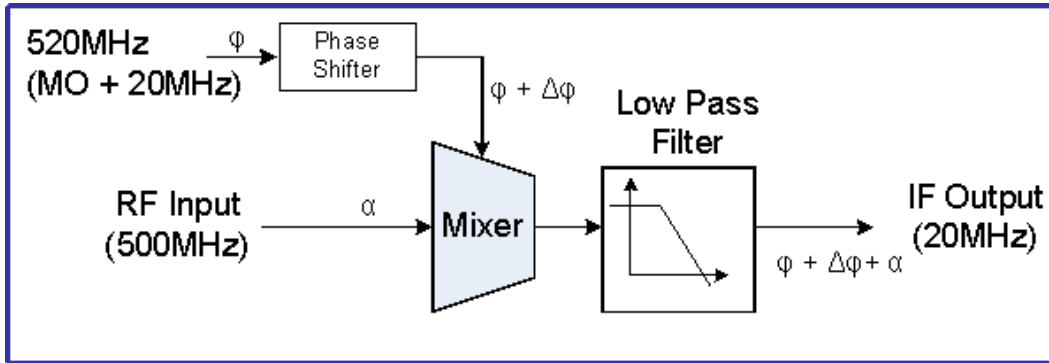 520MHz
(MO + 20MHz)
φ
Phase
Shifter
φ + Δφ
Low Pass
Filter
RF Input
(500MHz)
α
Mixer
IF Output
(20MHz)
φ + Δφ+ α